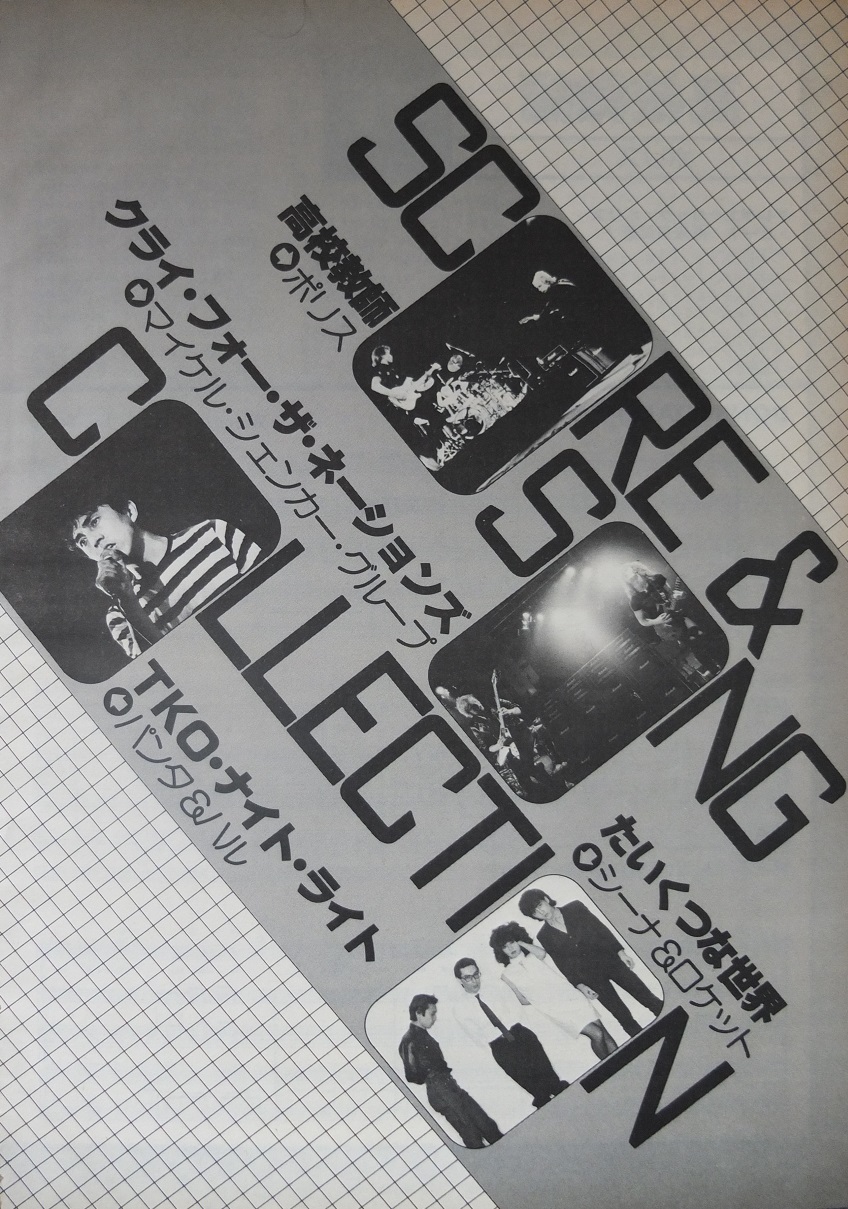 SCORE &
SONG
COLLECTION
高校教師
ポリス
クライ・フォー・ザ・ネーションズ
マイケル・シェンカー・グループ
TKO・ナイト・ライト
パンタ&ハル
たいくつな世界
シーナ&ロケット